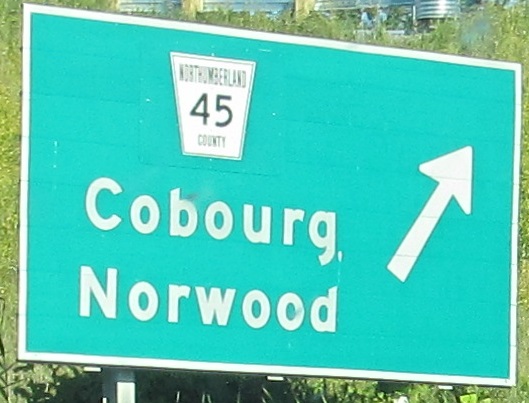 NORTHUMBERLAND
45
COUNTY
Cobourg
Norwood